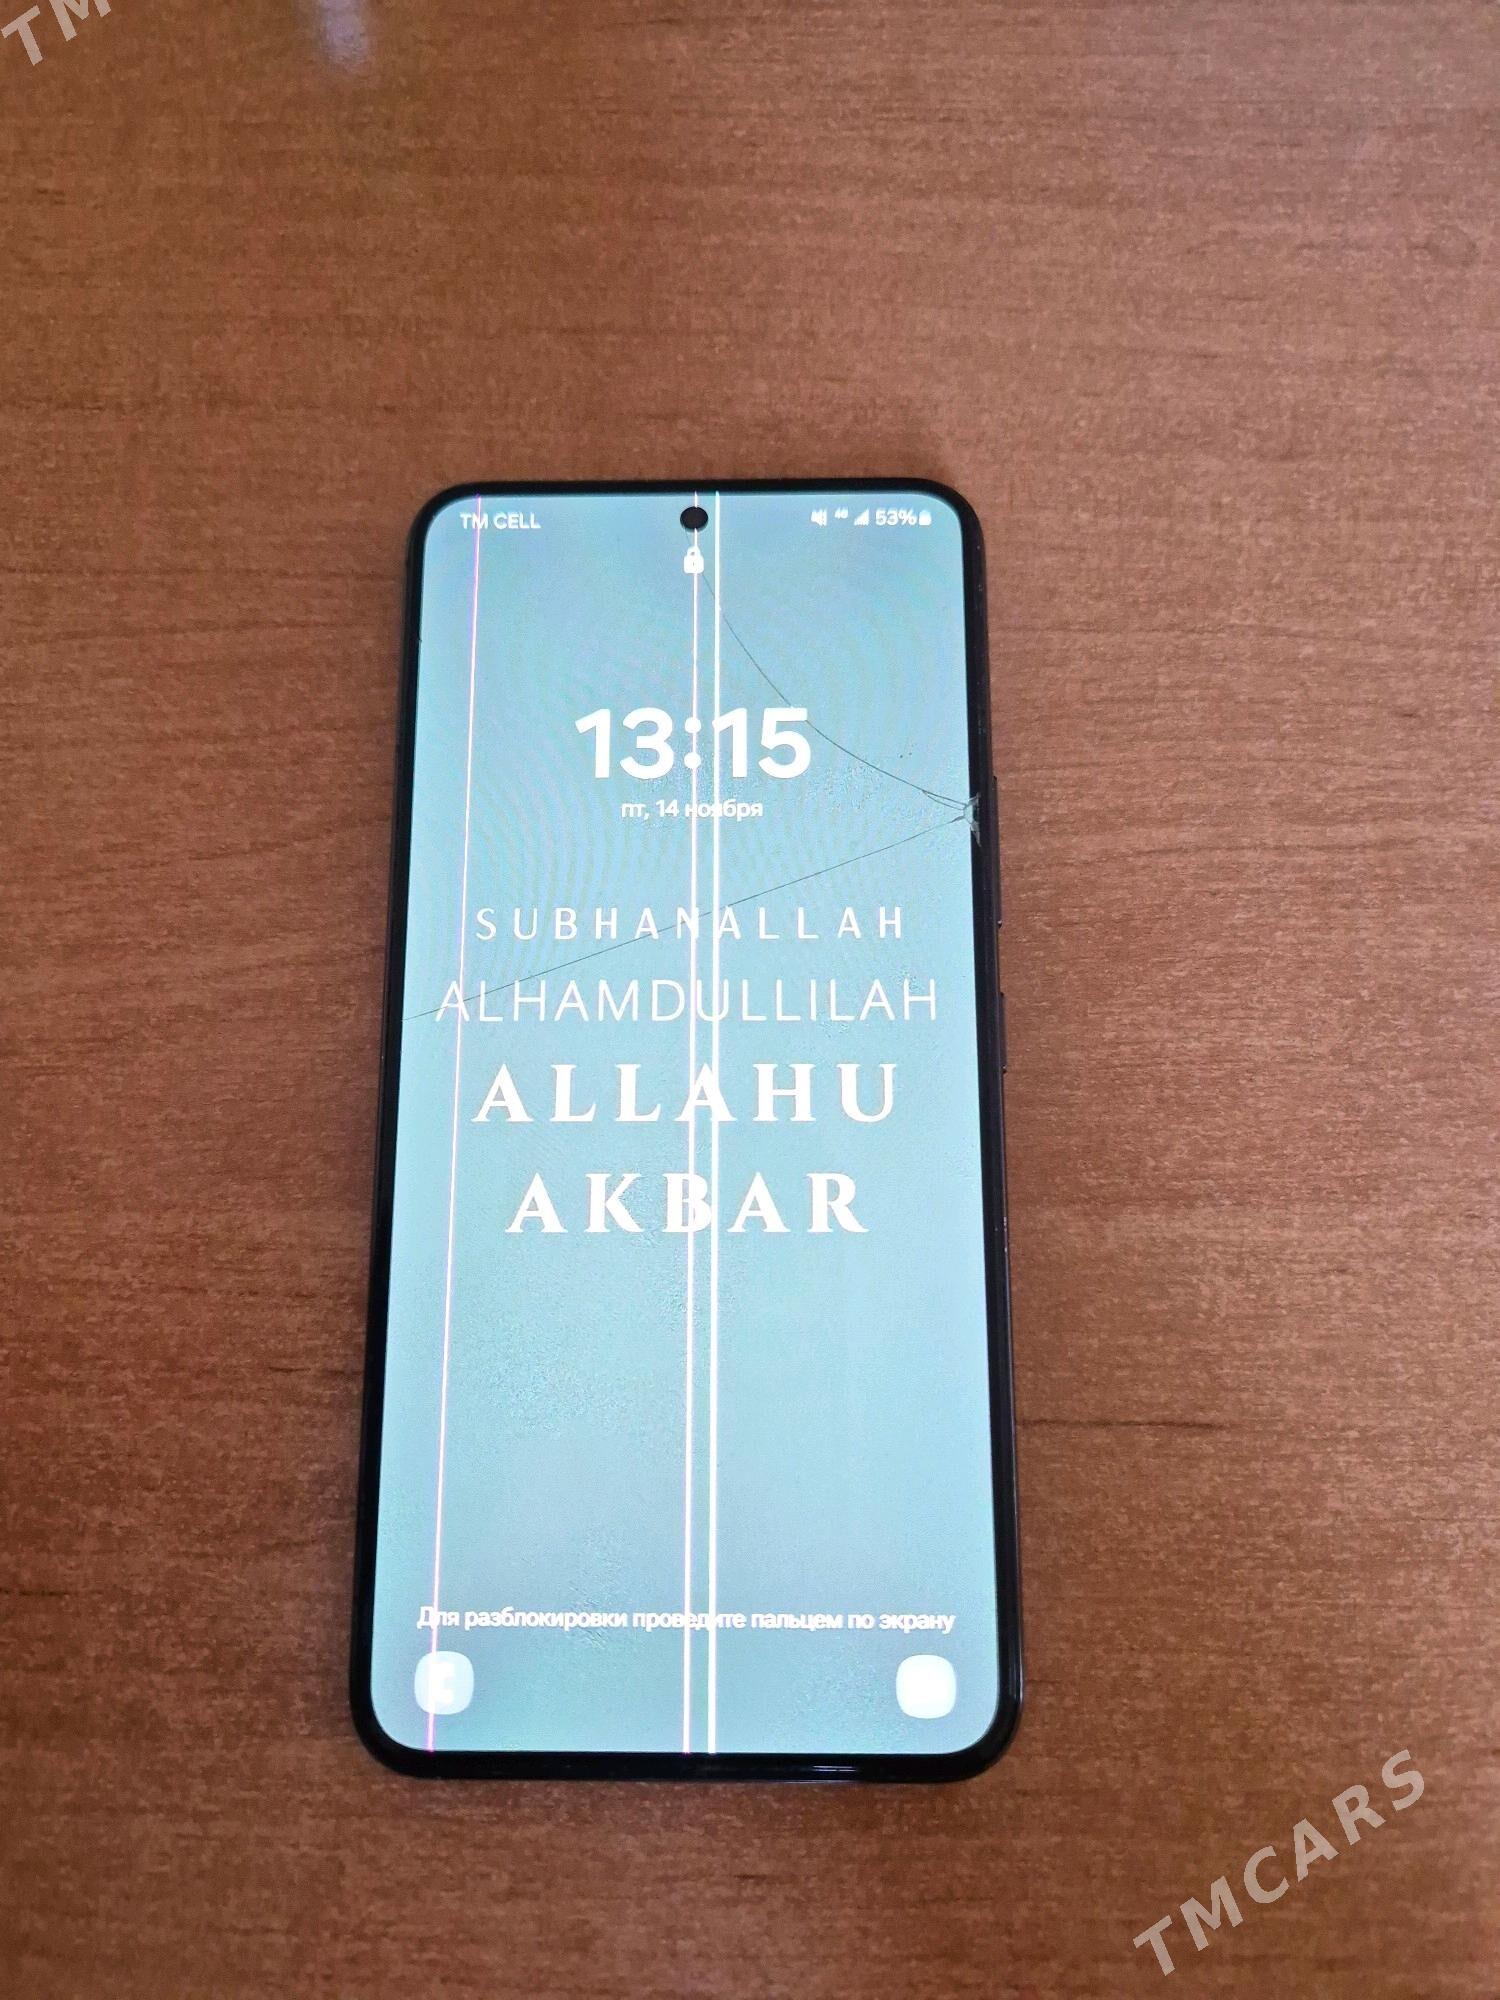 TM
TM CELL 4G 53%
13:15
пт, 14 ноября
SUBHANALLAH
ALHAMDULLILAH
ALLAHU
AKBAR
Для разблокировки проведите пальцем по экрану
TMCARS